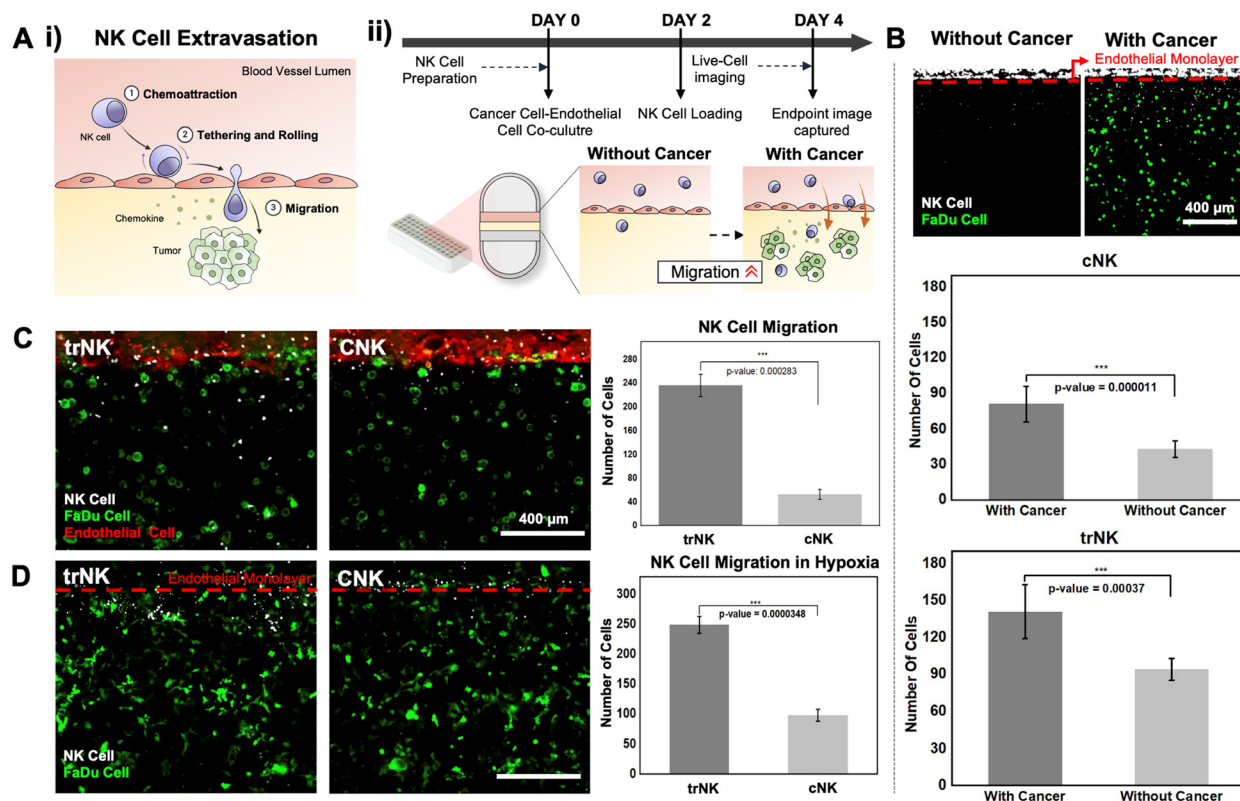 A i)
NK Cell Extravasation
Blood Vessel Lumen
1 Chemoattraction
NK cell
2 Tethering and Rolling
Chemokine
3 Migration
Tumor
ii)
DAY 0
DAY 2
DAY 4
NK Cell
Preparation
Live-Cell
imaging
Cancer Cell-Endothelial
Cell Co-culutre
NK Cell Loading
Endpoint image
captured
Without Cancer
With Cancer
Migration
B
Without Cancer
With Cancer
Endothelial Monolayer
NK Cell
FaDu Cell
400 μm
cNK
Number Of Cells
180
150
120
90
60
30
0
***
p-value = 0.000011
With Cancer
Without Cancer
trNK
Number Of Cells
180
150
120
90
60
30
0
***
p-value = 0.00037
With Cancer
Without Cancer
C
trNK
CNK
NK Cell
FaDu Cell
Endothelial Cell
400 μm
NK Cell Migration
Number of Cells
280
240
200
160
120
80
40
0
***
p-value: 0.000283
trNK
cNK
D
trNK
Endothelial Monolayer
CNK
NK Cell
FaDu Cell
NK Cell Migration in Hypoxia
Number of Cells
300
250
200
150
100
50
0
***
p-value = 0.0000348
trNK
cNK